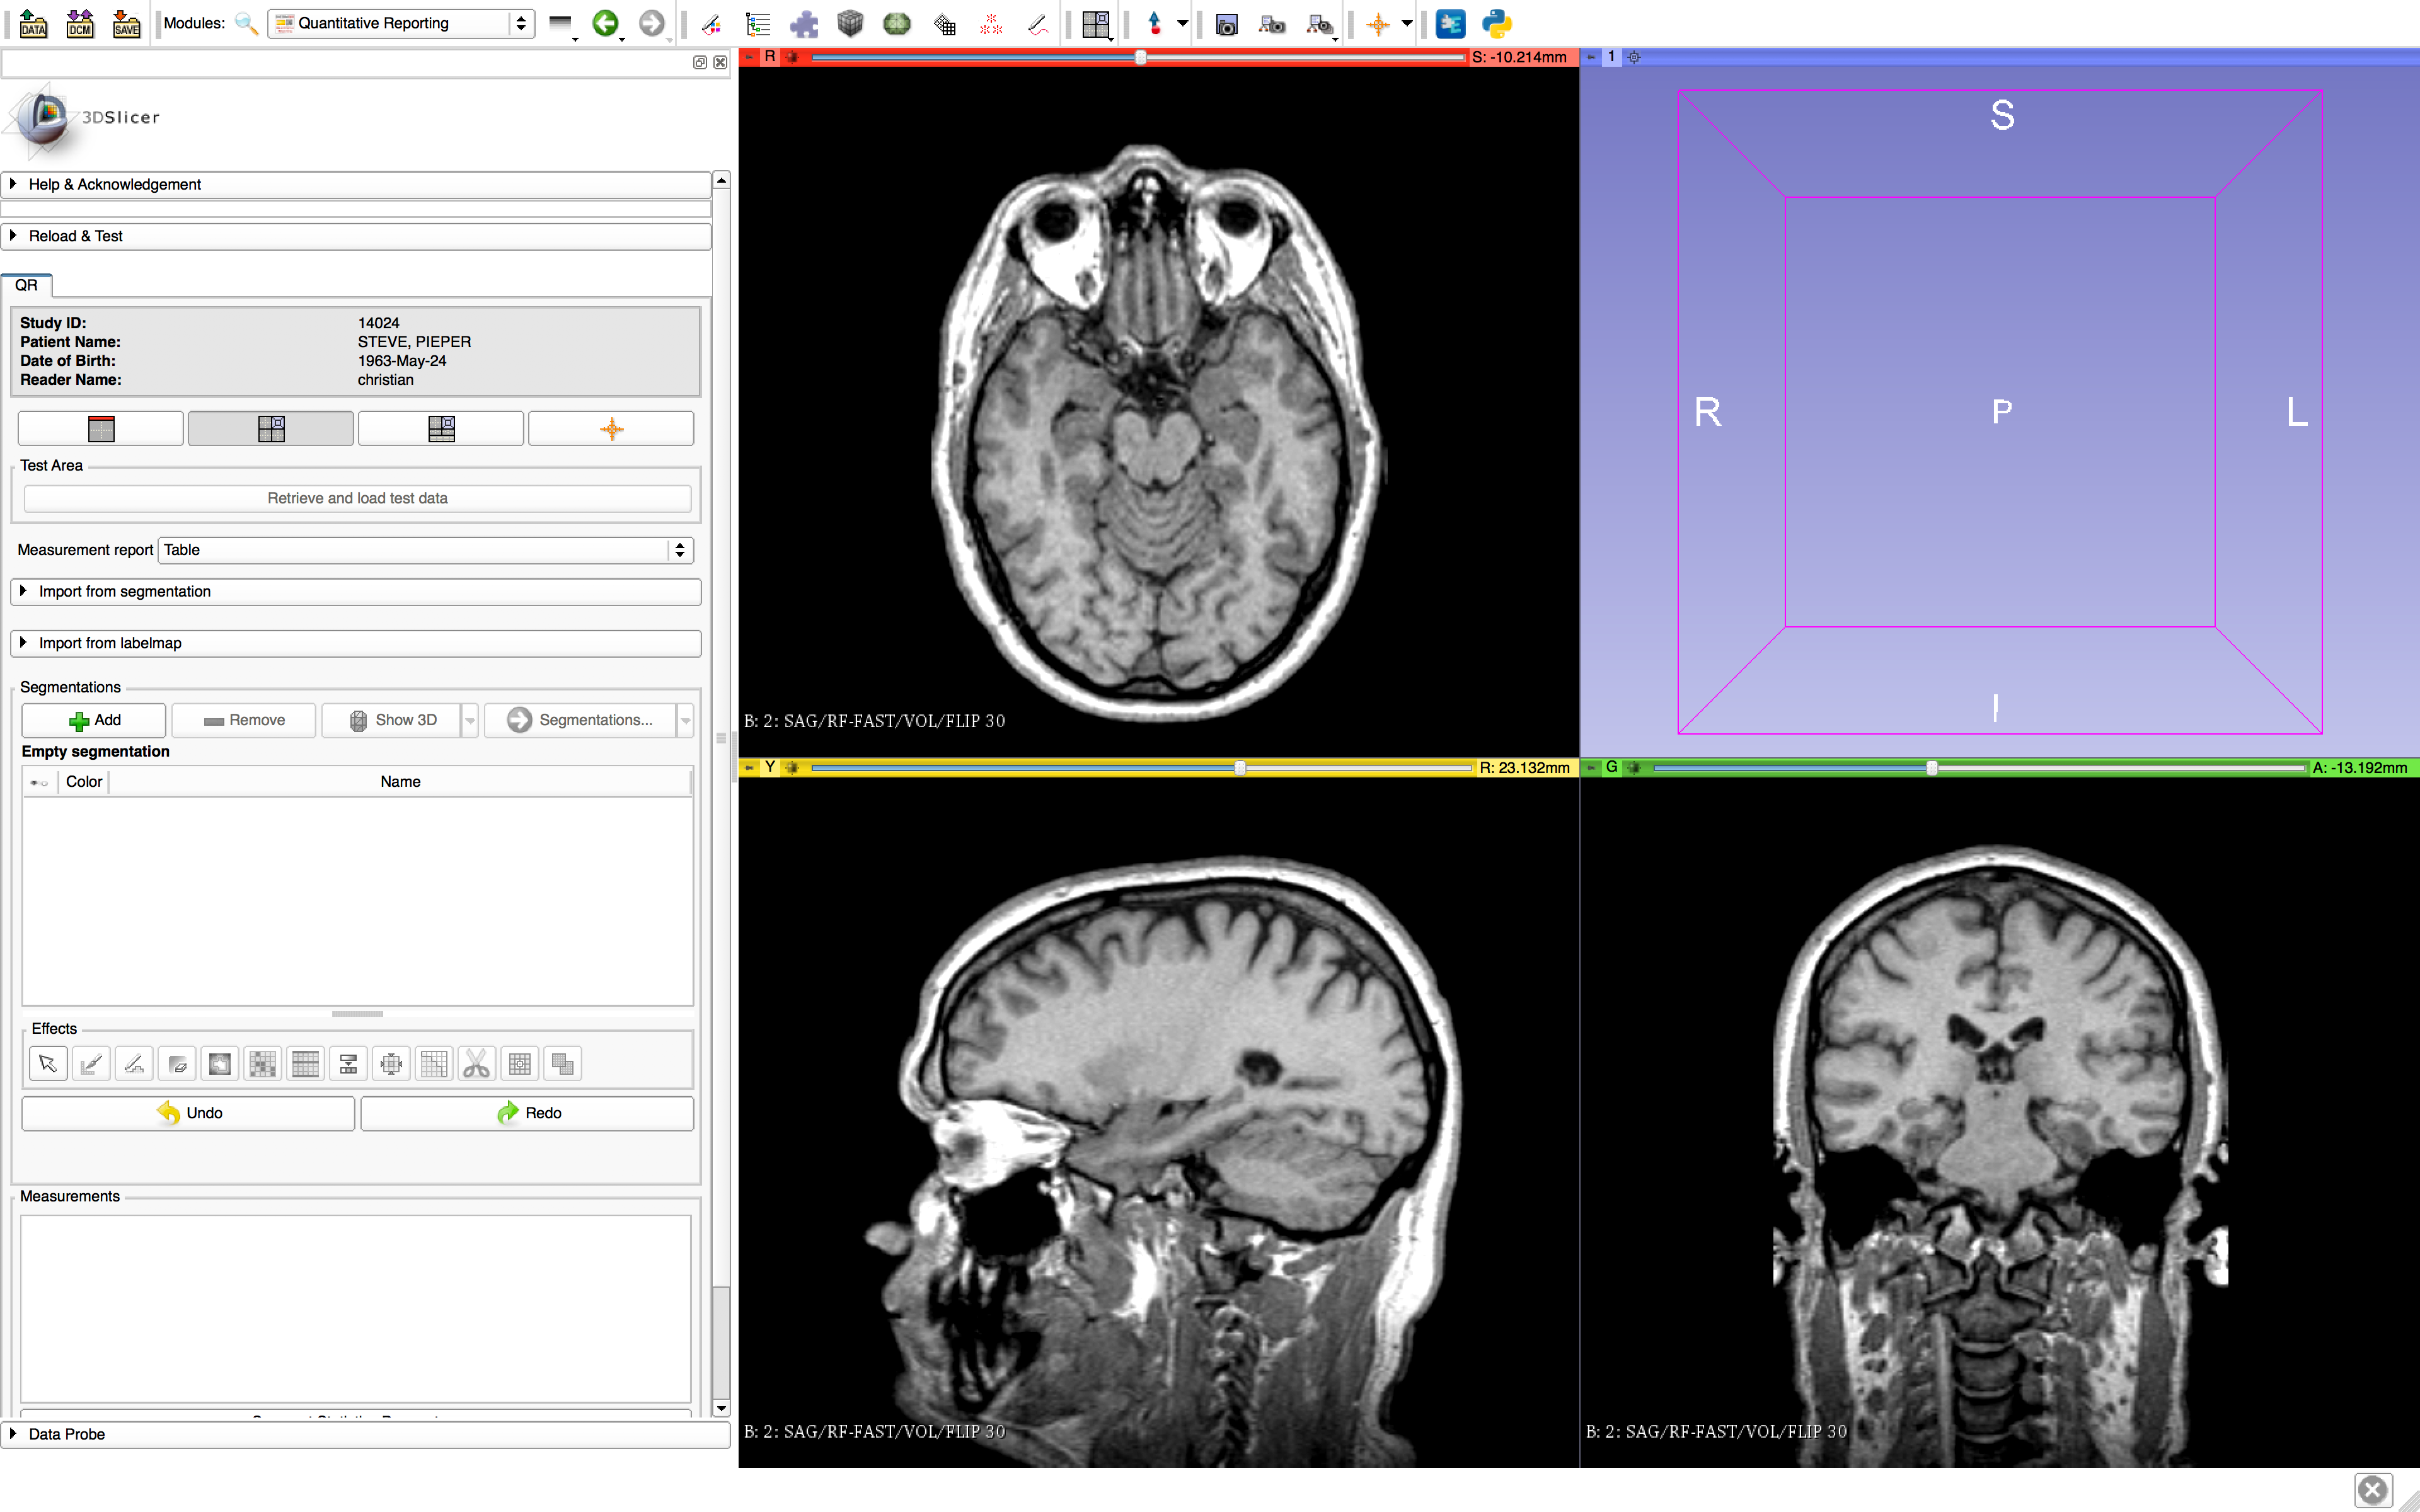 DATA DCM SAVE Modules: Quantitative Reporting
3DSlicer
Help & Acknowledgement
Reload & Test
QR
Study ID: 14024
Patient Name: STEVE, PIEPER
Date of Birth: 1963-May-24
Reader Name: christian
Test Area
Retrieve and load test data
Measurement report Table
Import from segmentation
Import from labelmap
Segmentations
Add Remove Show 3D Segmentations...
Empty segmentation
Color Name
Effects
Undo Redo
Measurements
Data Probe
R S: -10.214mm
B: 2: SAG/RF-FAST/VOL/FLIP 30
1
S
R P L
I
Y R: 23.132mm
B: 2: SAG/RF-FAST/VOL/FLIP 30
G A: -13.192mm
B: 2: SAG/RF-FAST/VOL/FLIP 30